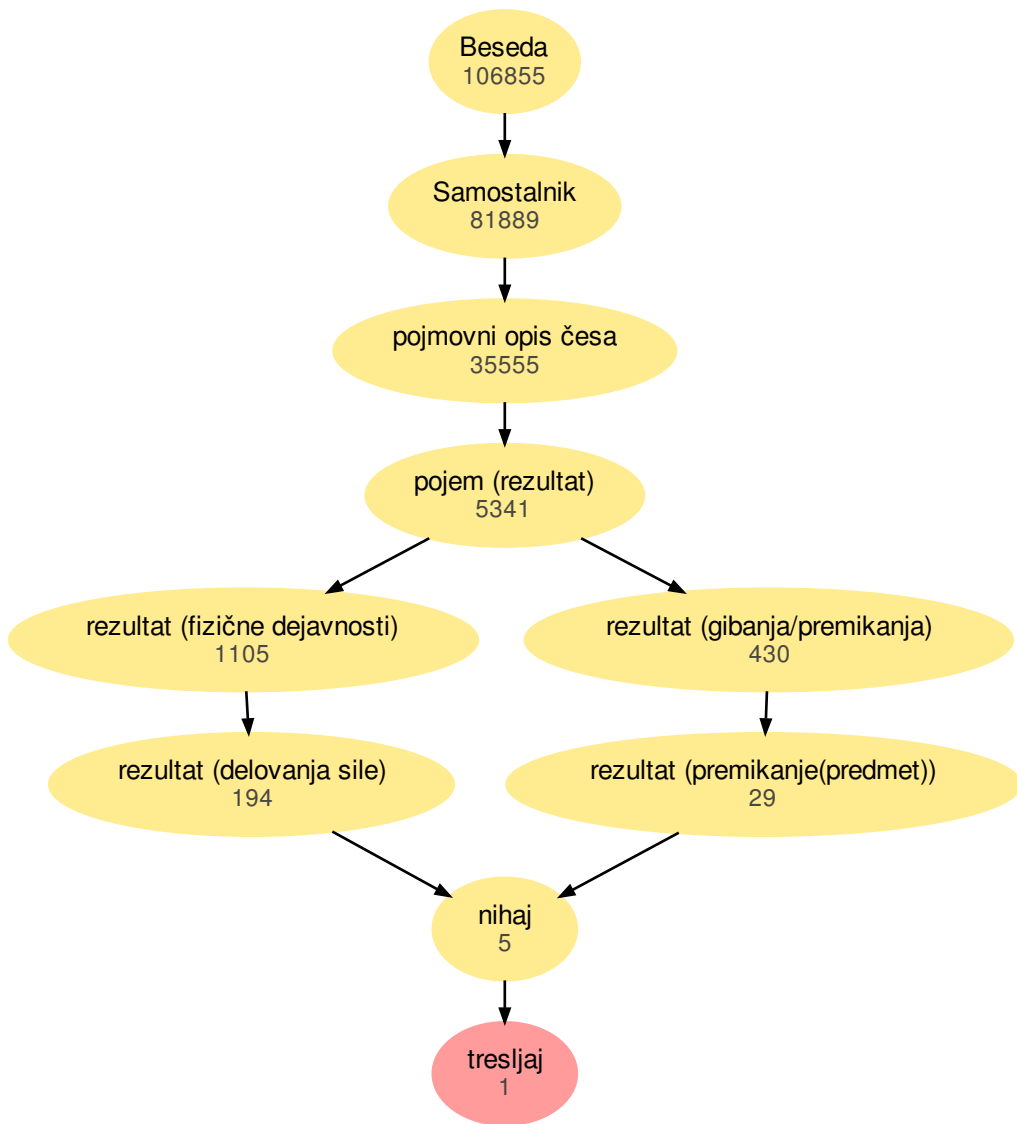 Beseda
106855
Samostalnik
81889
pojmovni opis česa
35555
pojem (rezultat)
5341
rezultat (fizične dejavnosti)
1105
rezultat (gibanja/premikanja)
430
rezultat (delovanja sile)
194
rezultat (premikanje(predmet))
29
nihaj
5
tresljaj
1